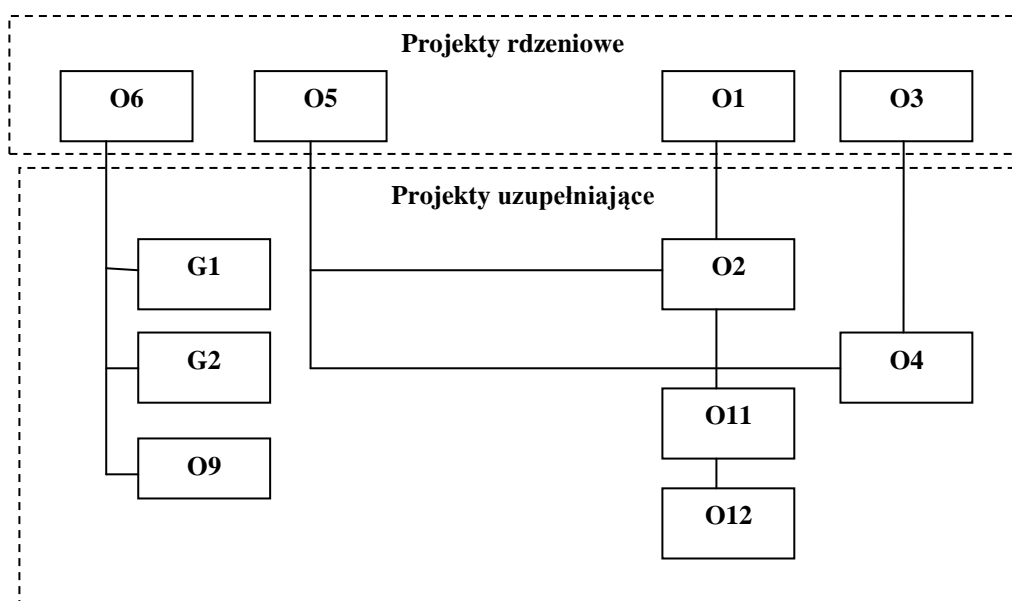 Projekty rdzeniowe
O6
O5
O1
O3
Projekty uzupełniające
G1
O2
G2
O4
O11
O9
O12